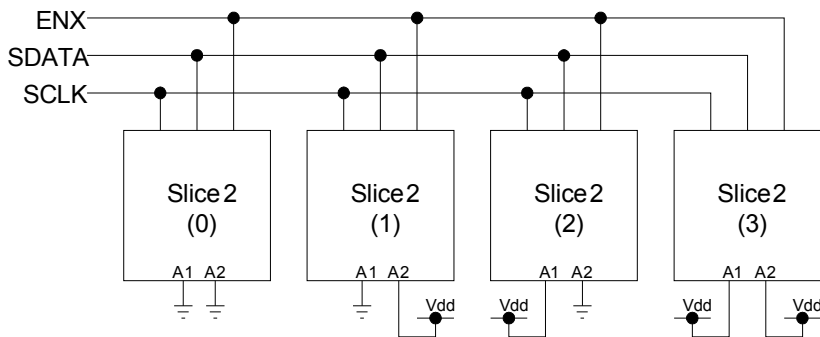 ENX
SDATA
SCLK
Slice2 Slice2 Slice2 Slice2
(0) (1) (2) (3)
A1 A2 A1 A2 A1 A2 A1 A2
Vdd Vdd Vdd Vdd